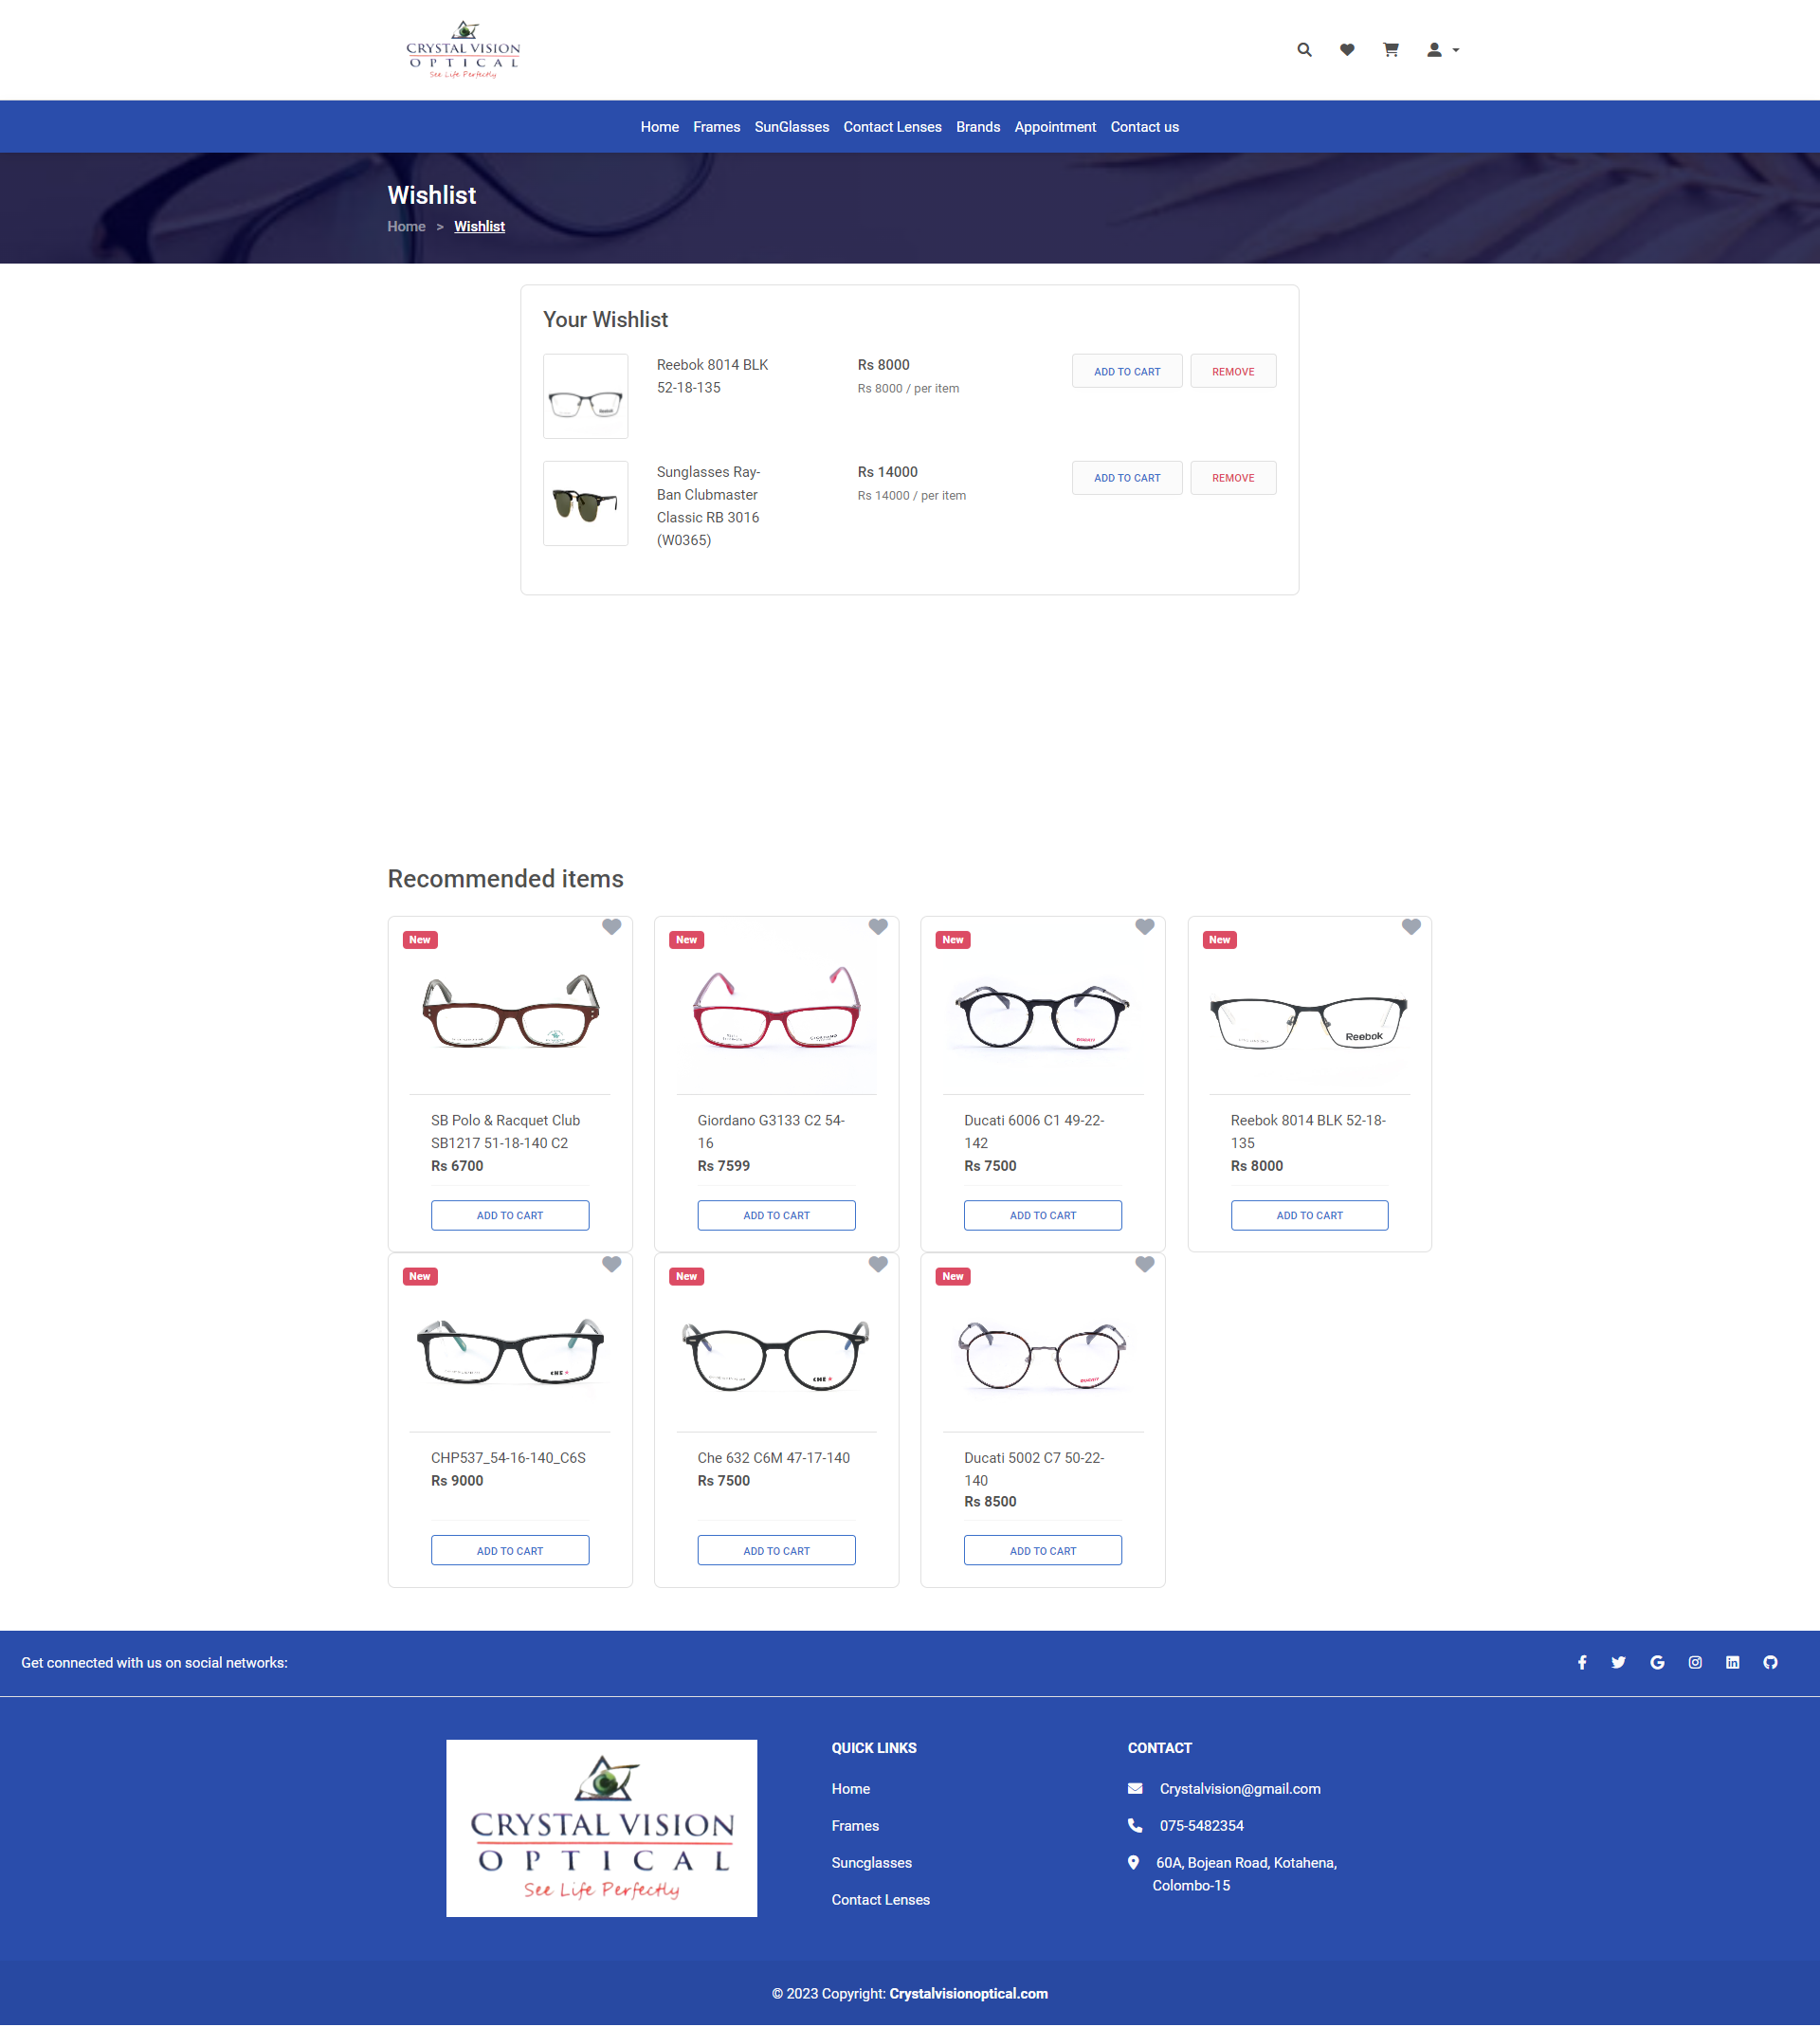 CRYSTAL VISION
OPTICAL
See Life Perfectly
Home Frames SunGlasses Contact Lenses Brands Appointment Contact us
Wishlist
Home > Wishlist
Your Wishlist
Reebok 8014 BLK
52-18-135
Rs 8000
Rs 8000 / per item
ADD TO CART
REMOVE
Sunglasses Ray-
Ban Clubmaster
Classic RB 3016
(W0365)
Rs 14000
Rs 14000 / per item
ADD TO CART
REMOVE
Recommended items
New
SB Polo & Racquet Club
SB1217 51-18-140 C2
Rs 6700
ADD TO CART
New
Giordano G3133 C2 54-
16
Rs 7599
ADD TO CART
New
Ducati 6006 C1 49-22-
142
Rs 7500
ADD TO CART
New
Reebok
Reebok 8014 BLK 52-18-
135
Rs 8000
ADD TO CART
New
CHE
CHP537_54-16-140_C6S
Rs 9000
ADD TO CART
New
CHE
Che 632 C6M 47-17-140
Rs 7500
ADD TO CART
New
Ducati 5002 C7 50-22-
140
Rs 8500
ADD TO CART
Get connected with us on social networks:
CRYSTAL VISION
OPTICAL
See Life Perfectly
QUICK LINKS
Home
Frames
Suncglasses
Contact Lenses
CONTACT
Crystalvision@gmail.com
075-5482354
60A, Bojean Road, Kotahena,
Colombo-15
© 2023 Copyright: Crystalvisionoptical.com